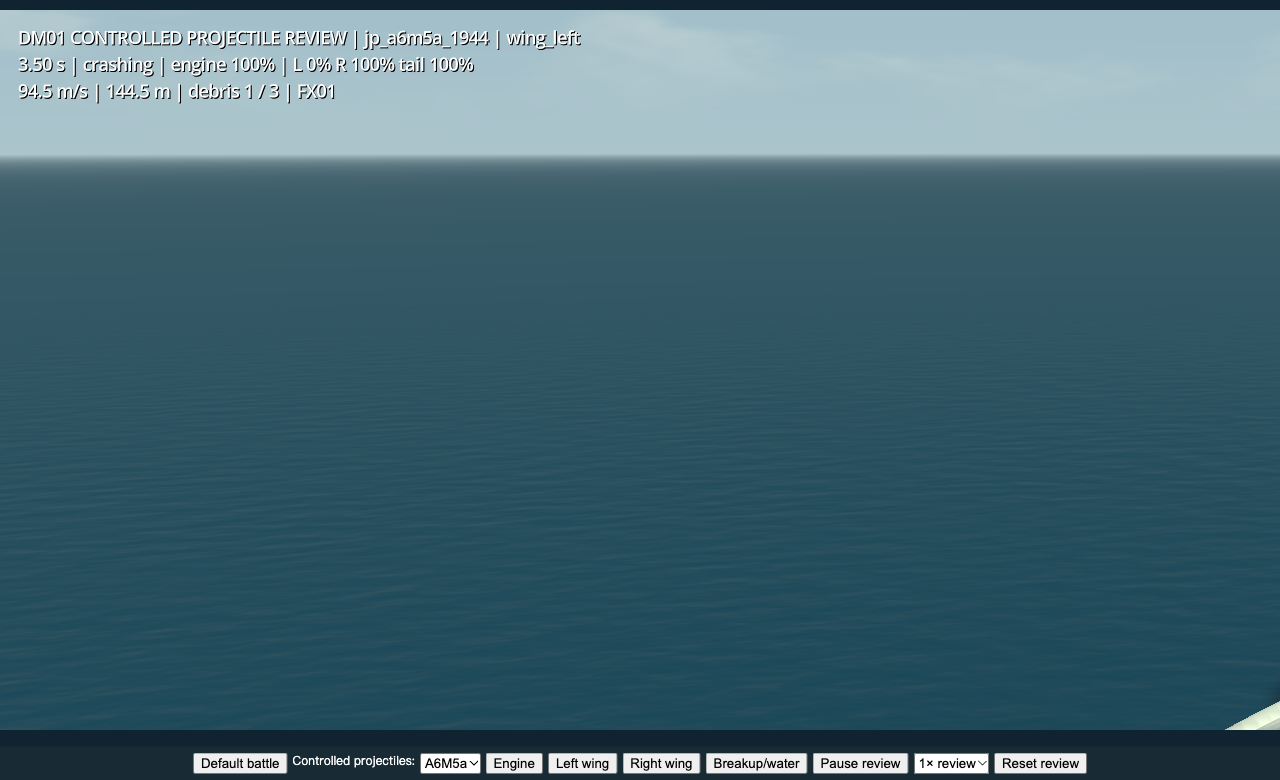 DM01 CONTROLLED PROJECTILE REVIEW | jp_a6m5a_1944 | wing_left
3.50 s | crashing | engine 100% | L 0% R 100% tail 100%
94.5 m/s | 144.5 m | debris 1 / 3 | FX01
Default battle Controlled projectiles: A6M5a Engine Left wing Right wing Breakup/water Pause review 1× review Reset review